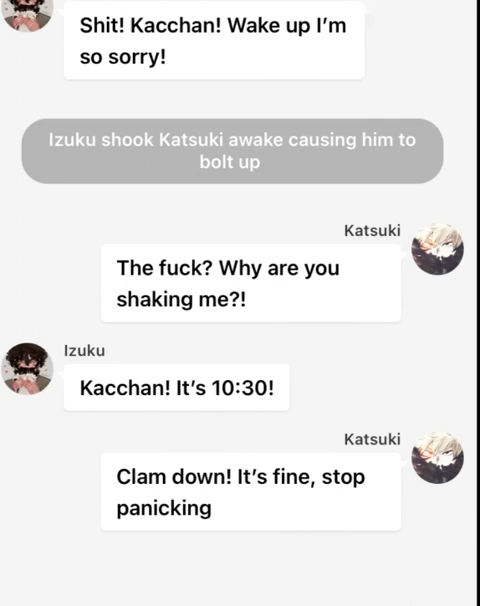 Shit! Kacchan! Wake up I’m
so sorry!
Izuku shook Katsuki awake causing him to
bolt up
Katsuki
The fuck? Why are you
shaking me?!
Izuku
Kacchan! It’s 10:30!
Katsuki
Clam down! It’s fine, stop
panicking